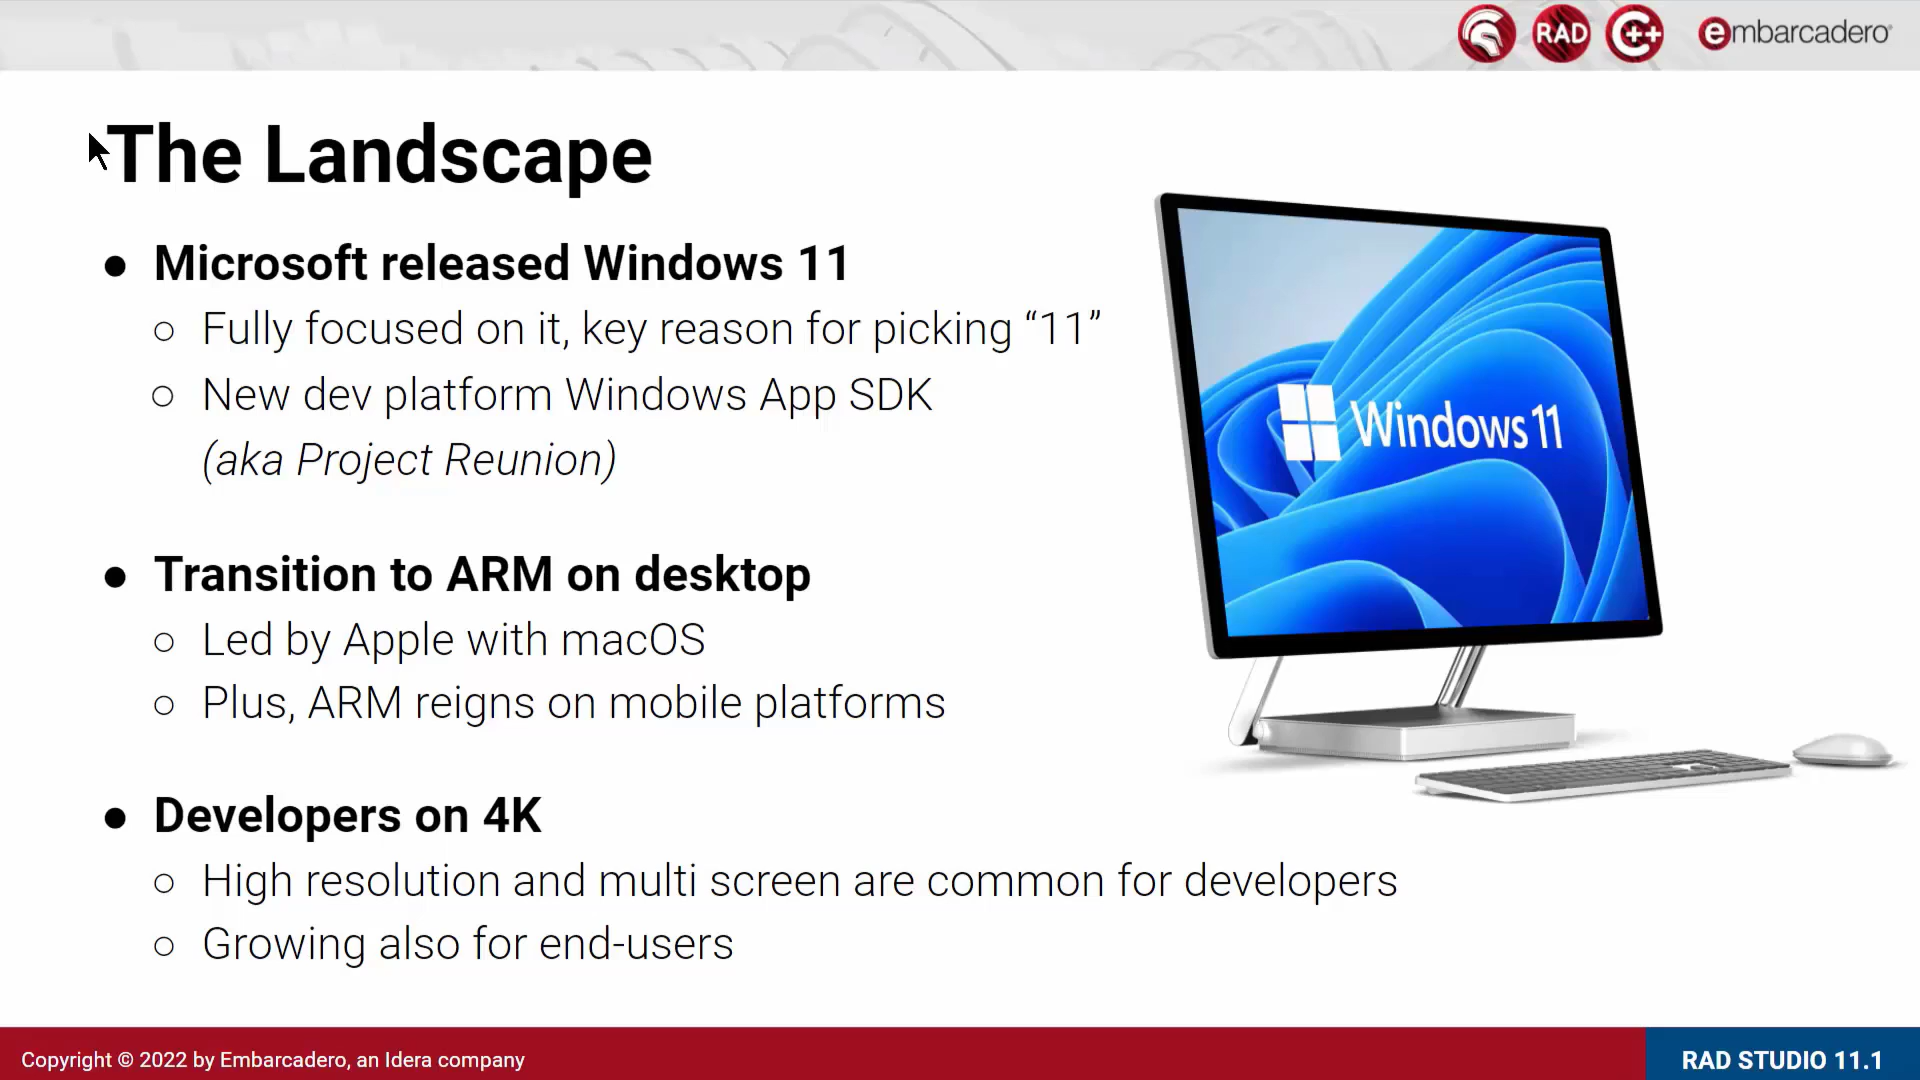 RAD
C++
embarcadero®
The Landscape
● Microsoft released Windows 11
○ Fully focused on it, key reason for picking “11”
○ New dev platform Windows App SDK
(aka Project Reunion)
● Transition to ARM on desktop
○ Led by Apple with macOS
○ Plus, ARM reigns on mobile platforms
● Developers on 4K
○ High resolution and multi screen are common for developers
○ Growing also for end-users
Windows 11
Copyright © 2022 by Embarcadero, an Idera company
RAD STUDIO 11.1